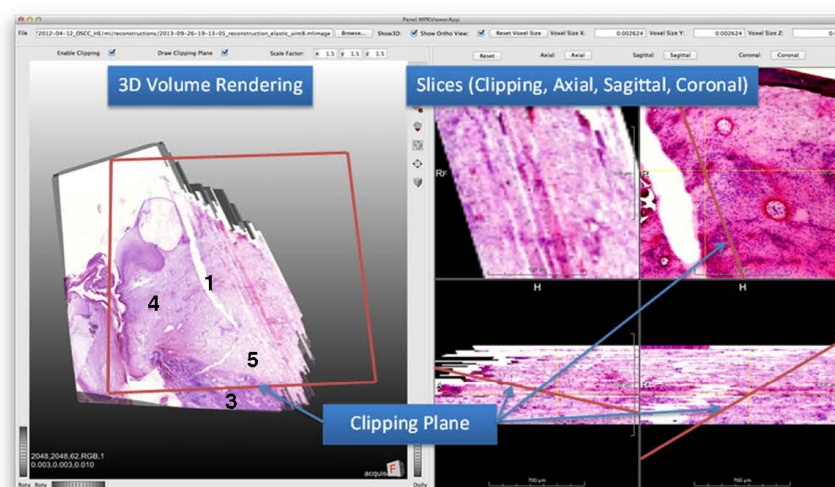 Panel MPRViewerApp
File '2012-04-12_OSCC_HE/mi/reconstructions/2013-09-26-19-13-05_reconstruction_elastic_uint8.mlimage Browse... Show3D: Show Ortho View: Reset Voxel Size Voxel Size X: 0.002624 Voxel Size Y: 0.002624 Voxel Size Z:
Enable Clipping Draw Clipping Plane Scale Factor: x 1.5 y 1.5 z 1.5 Reset Axial: Axial Sagittal: Sagittal Coronal: Coronal
3D Volume Rendering
Slices (Clipping, Axial, Sagittal, Coronal)
RF
R
1
4
H H
5
3
Clipping Plane
2048,2048,62,RGB,1
0.003,0.003,0.010
F
700 µm 700 µm
Rotx Roty Dolly